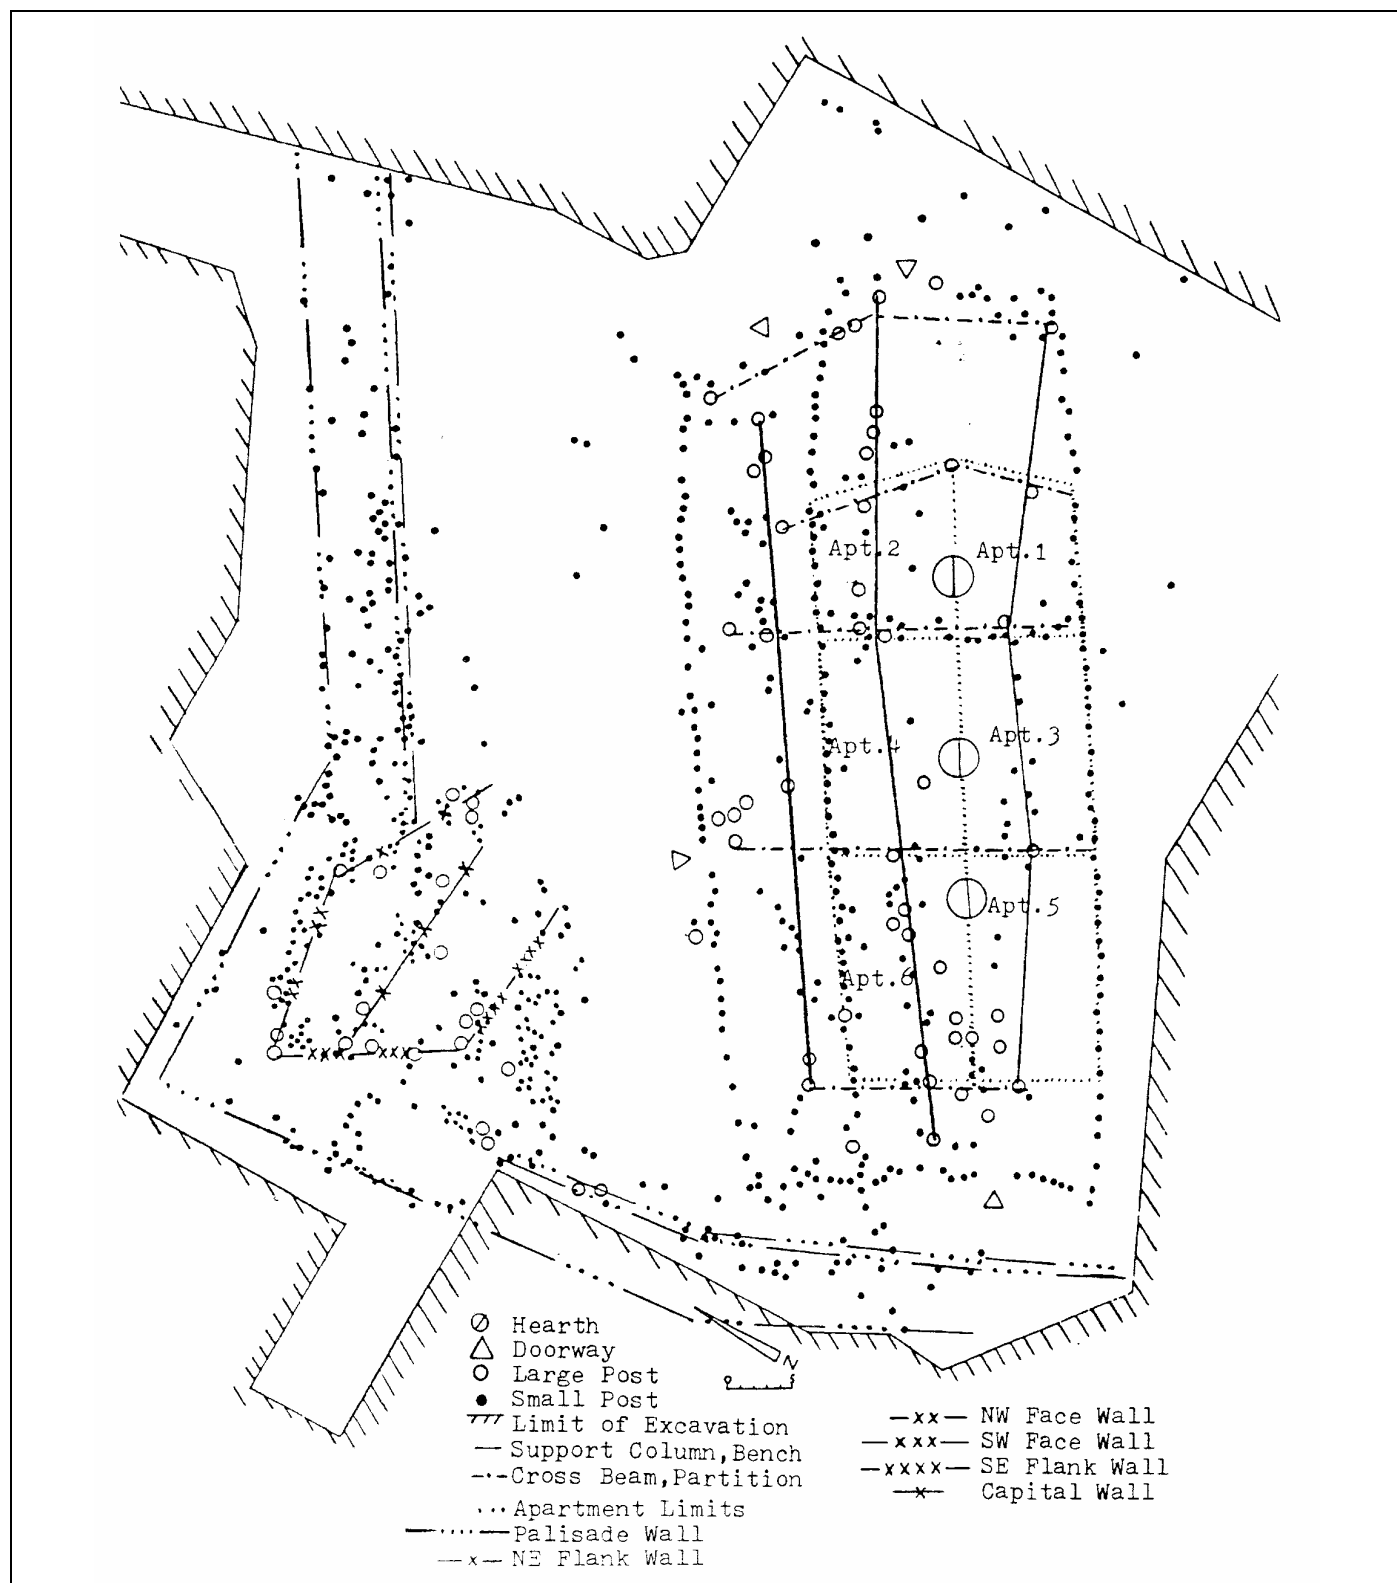 Apt.2
Apt.1
Apt.4
Apt.3
Apt.5
Apt.6
Hearth
Doorway
Large Post
Small Post
Limit of Excavation
Support Column,Bench
Cross Beam,Partition
Apartment Limits
Palisade Wall
NE Flank Wall
N
NW Face Wall
SW Face Wall
SE Flank Wall
Capital Wall